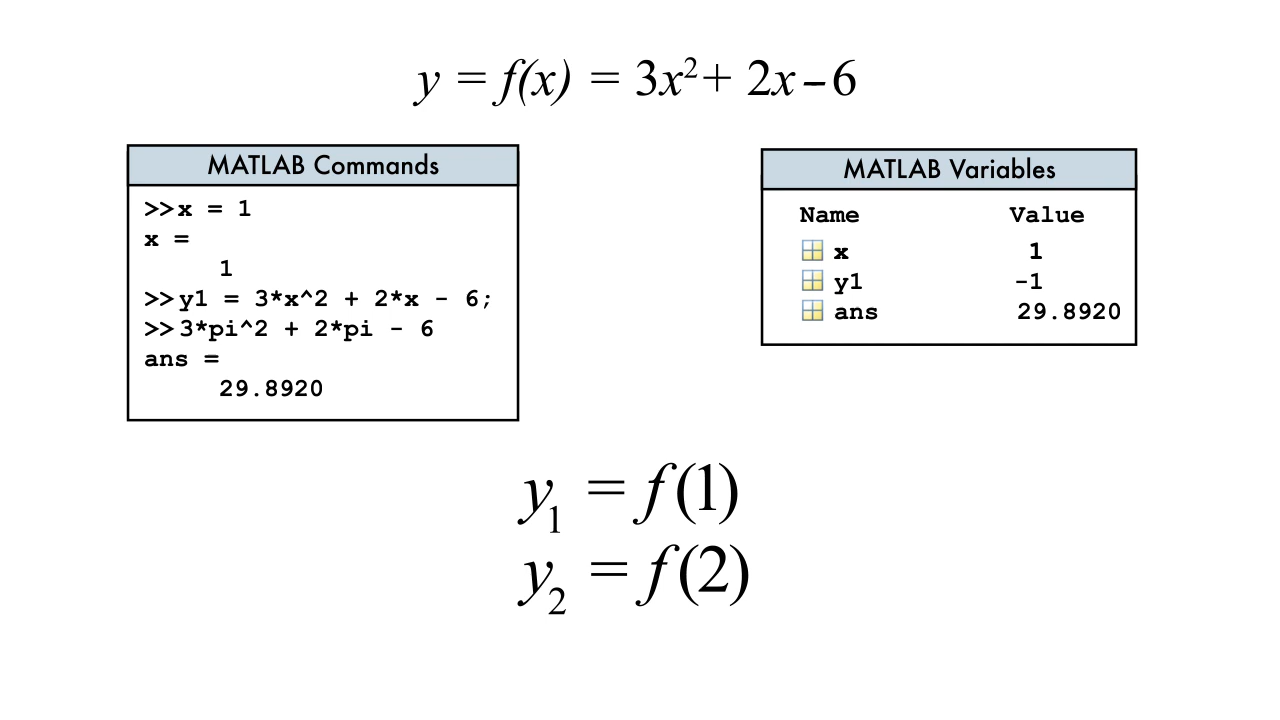 y = f(x) = 3x² + 2x – 6
MATLAB Commands
>>x = 1
x =
1
>>y1 = 3*x^2 + 2*x - 6;
>>3*pi^2 + 2*pi - 6
ans =
29.8920
MATLAB Variables
Name Value
x 1
y1 -1
ans 29.8920
y₁ = f(1)
y₂ = f(2)